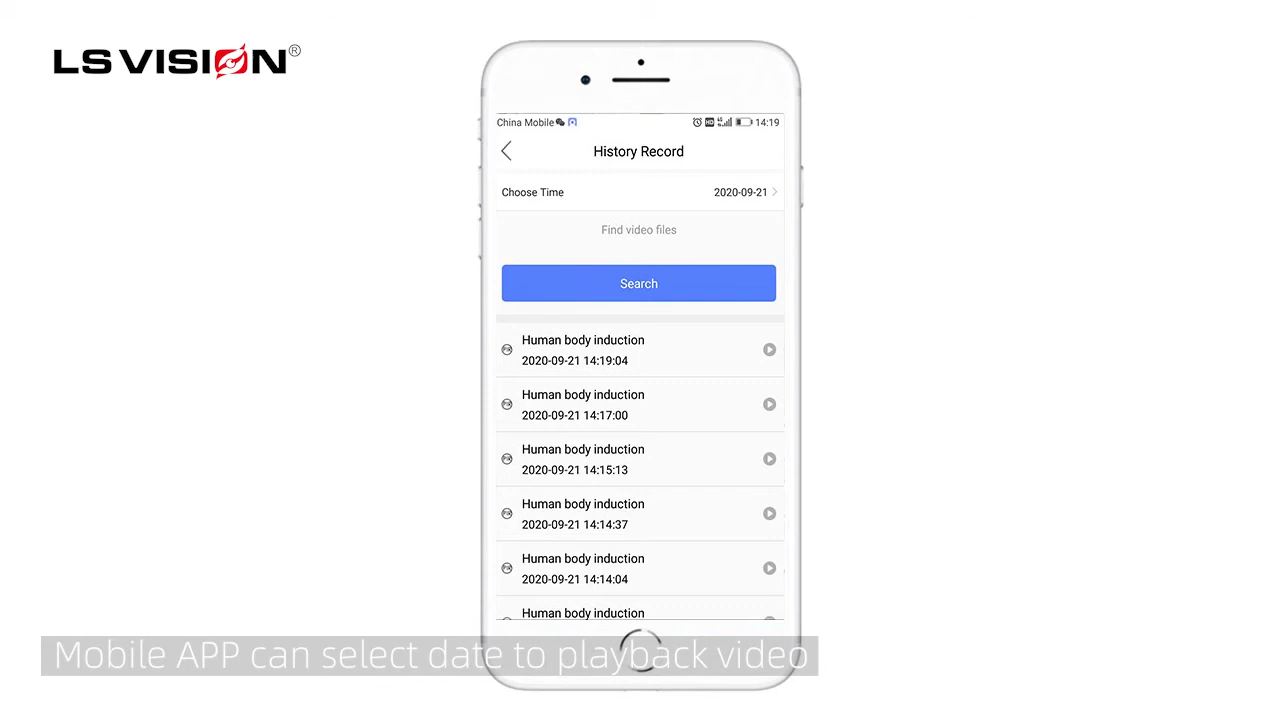 LS VISION®
China Mobile 14:19
History Record
Choose Time 2020-09-21
Find video files
Search
Human body induction
2020-09-21 14:19:04
Human body induction
2020-09-21 14:17:00
Human body induction
2020-09-21 14:15:13
Human body induction
2020-09-21 14:14:37
Human body induction
2020-09-21 14:14:04
Human body induction
Mobile APP can select date to playback video